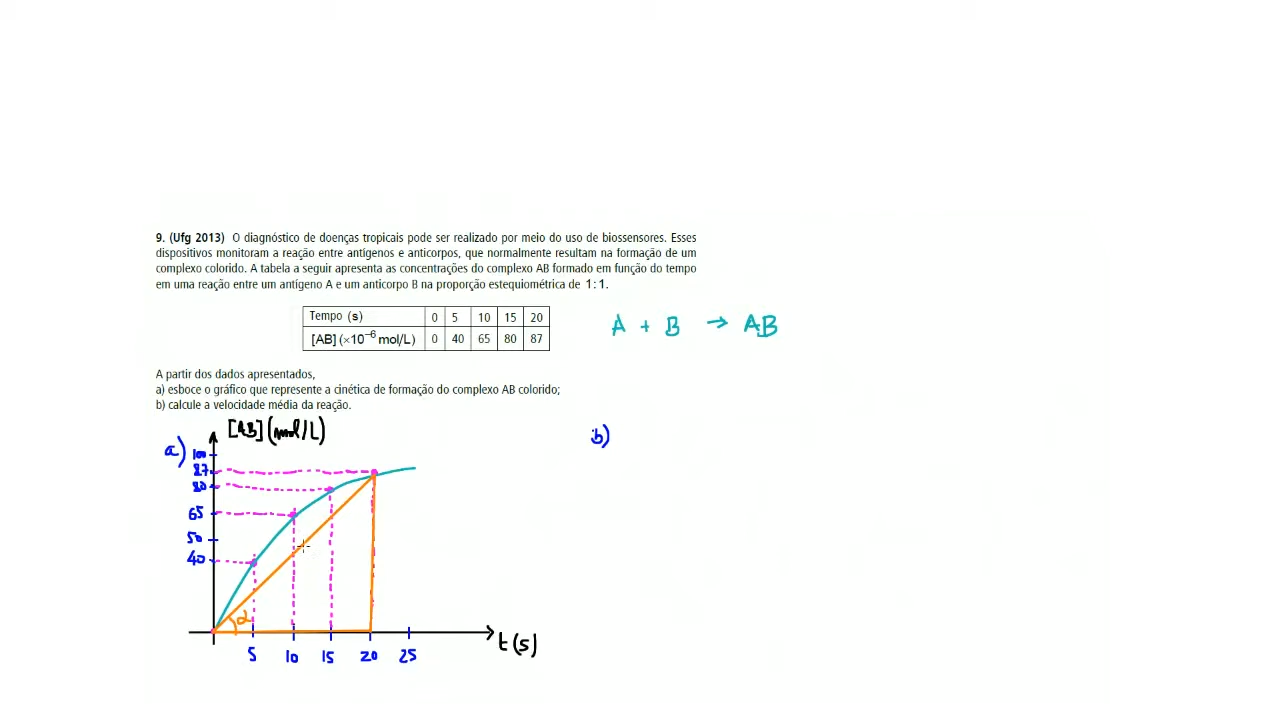 9. (Ufg 2013) O diagnóstico de doenças tropicais pode ser realizado por meio do uso de biossensores. Esses
dispositivos monitoram a reação entre antígenos e anticorpos, que normalmente resultam na formação de um
complexo colorido. A tabela a seguir apresenta as concentrações do complexo AB formado em função do tempo
em uma reação entre um antígeno A e um anticorpo B na proporção estequiométrica de 1:1.
Tempo (s) 0 5 10 15 20
[AB] (×10⁻⁶ mol/L) 0 40 65 80 87
A + B → AB
A partir dos dados apresentados,
a) esboce o gráfico que represente a cinética de formação do complexo AB colorido;
b) calcule a velocidade média da reação.
[AB] (mol/L)
a)
b)
100
87
80
65
50
40
α
5 10 15 20 25
t (s)